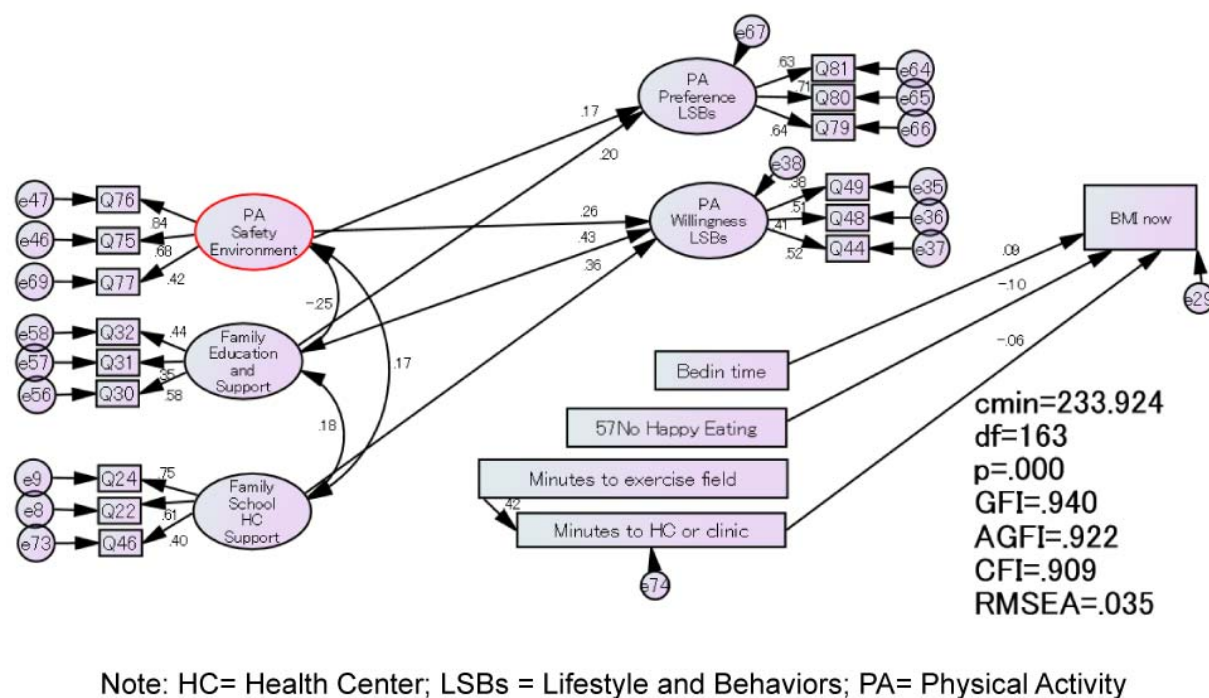 e67
PA
Preference
LSBs
.63
Q81
e64
.71
Q80
e65
.64
Q79
e66
.17
.20
e38
PA
Willingness
LSBs
.38
Q49
e35
.51
Q48
e36
.41
.52
Q44
e37
e47
Q76
.84
e46
Q75
.68
e69
Q77
.42
PA
Safety
Environment
.26
.43
.36
BMI now
e29
.09
-.10
-.06
-.25
.17
.18
e58
Q32
.44
e57
Q31
.35
e56
Q30
.58
Family
Education
and
Support
e9
Q24
.75
e8
Q22
.61
e73
Q46
.40
Family
School
HC
Support
Bedin time
57No Happy Eating
Minutes to exercise field
.42
Minutes to HC or clinic
e74
cmin=233.924
df=163
p=.000
GFI=.940
AGFI=.922
CFI=.909
RMSEA=.035
Note: HC= Health Center; LSBs = Lifestyle and Behaviors; PA= Physical Activity